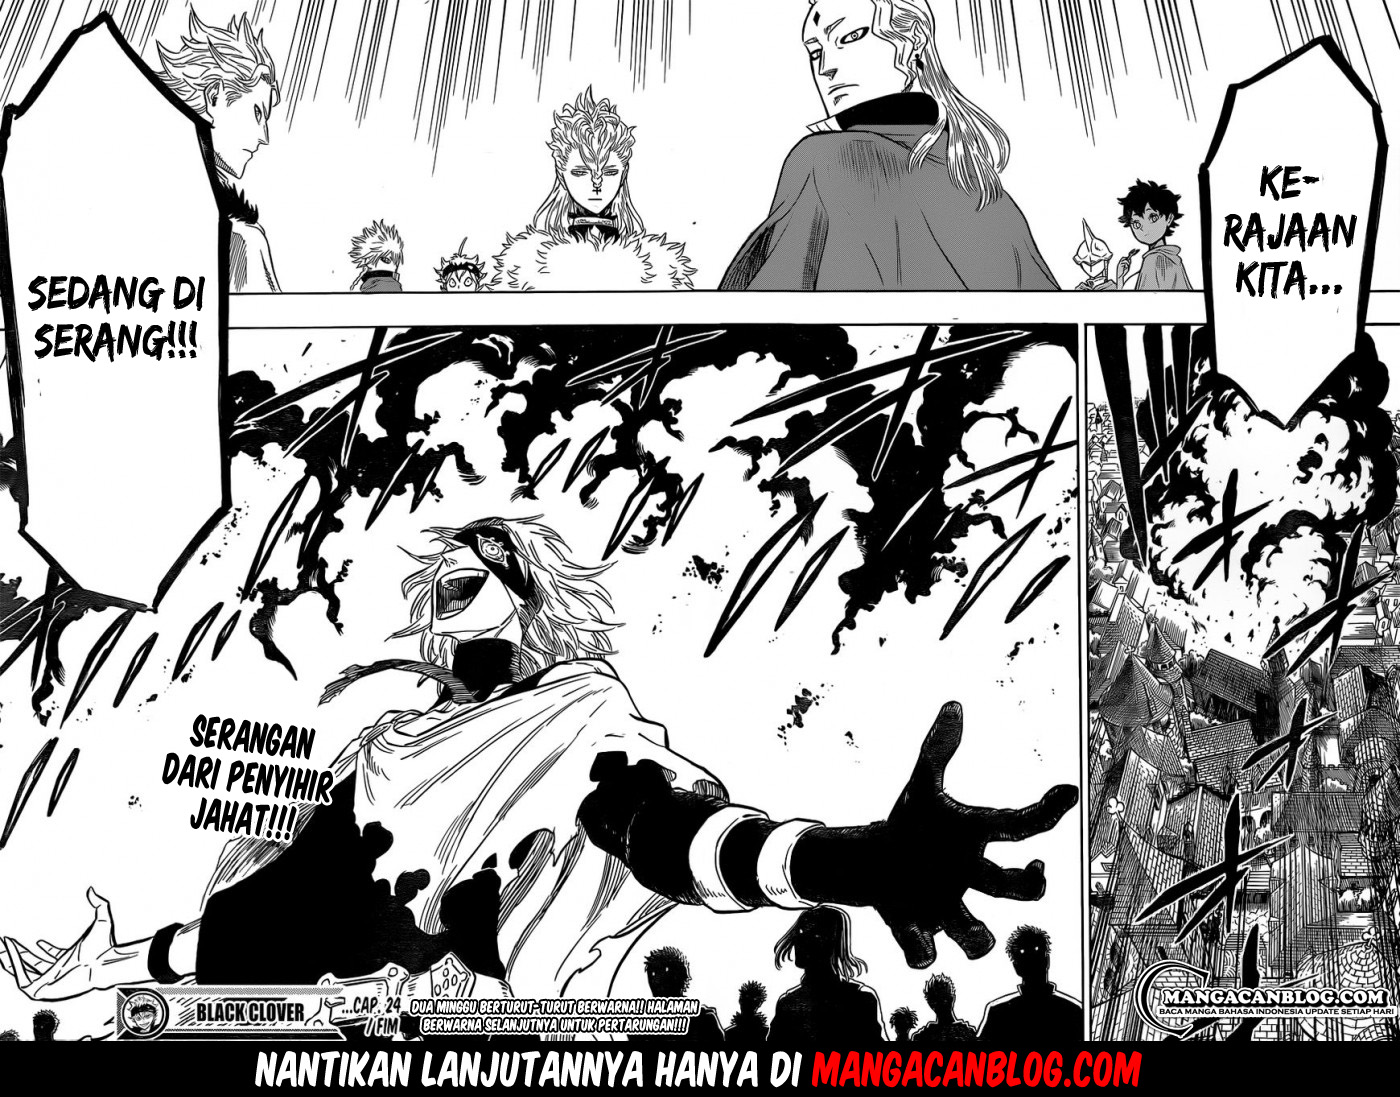 KE-
RAJAAN
KITA...
SEDANG DI
SERANG!!!
SERANGAN
DARI PENYIHIR
JAHAT!!!
BLACK CLOVER
...CAP. 24
/ FIM
DUA MINGGU BERTURUT-TURUT BERWARNA!! HALAMAN
BERWARNA SELANJUTNYA UNTUK PERTARUNGAN!!!
MANGACANBLOG.COM
BACA MANGA BAHASA INDONESIA UPDATE SETIAP HARI
NANTIKAN LANJUTANNYA HANYA DI MANGACANBLOG.COM